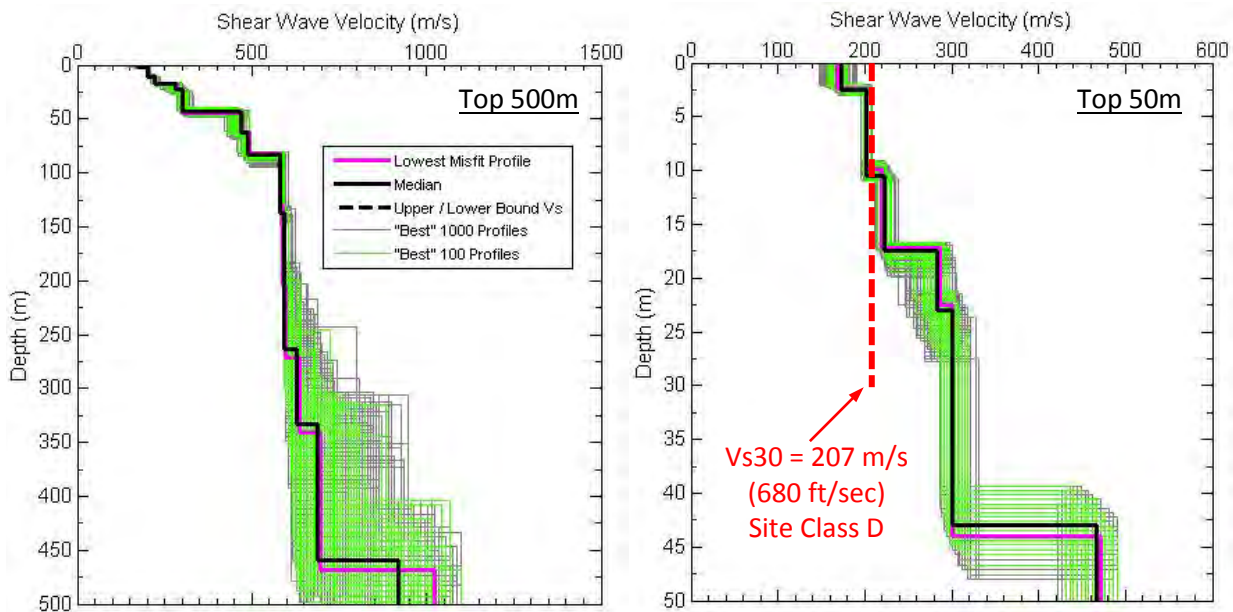 Shear Wave Velocity (m/s)
0 500 1000 1500
Depth (m)
0
50
100
150
200
250
300
350
400
450
500
Top 500m
Lowest Misfit Profile
Median
Upper / Lower Bound Vs
"Best" 1000 Profiles
"Best" 100 Profiles
Shear Wave Velocity (m/s)
0 100 200 300 400 500 600
Depth (m)
0
5
10
15
20
25
30
35
40
45
50
Top 50m
Vs30 = 207 m/s
(680 ft/sec)
Site Class D